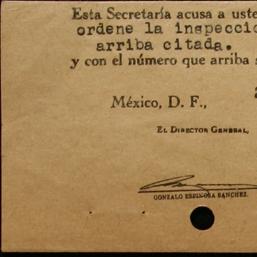 Esta Secretaría acusa a uste
ordene la inspecció
arriba citada.
y con el número que arriba s
México, D. F.,
EL DIRECTOR GENERAL,
GONZALO ESPINOSA SANCHEZ.